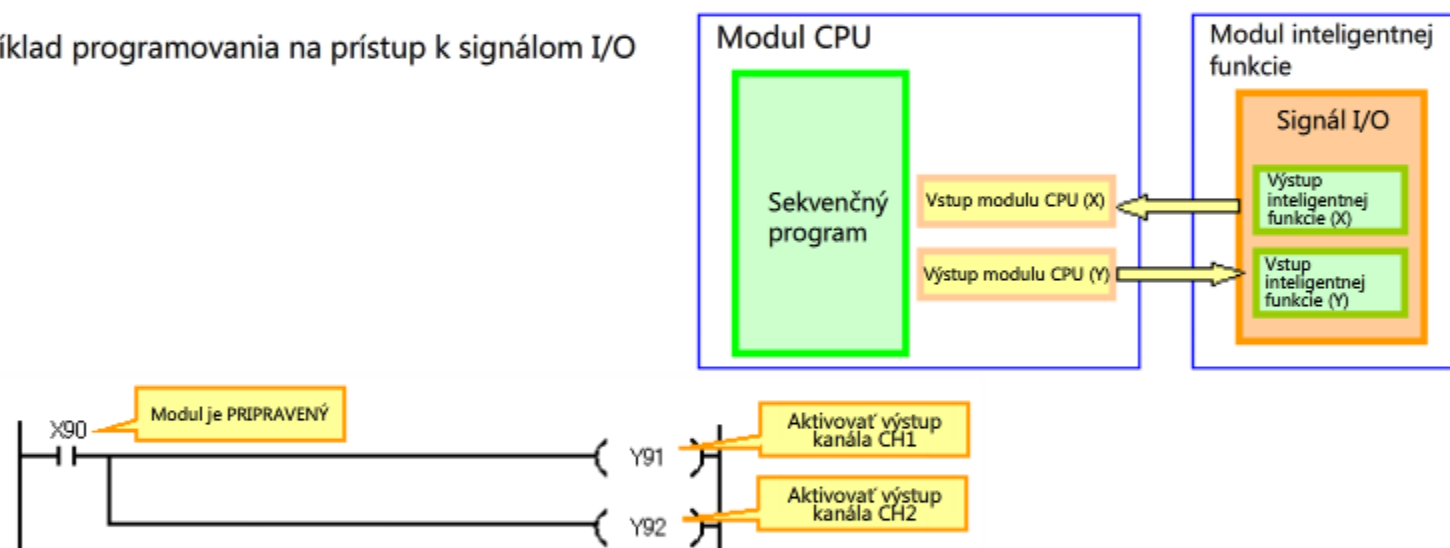 íklad programovania na prístup k signálom I/O
Modul CPU
Sekvenčný
program
Vstup modulu CPU (X)
Výstup modulu CPU (Y)
Modul inteligentnej
funkcie
Signál I/O
Výstup
inteligentnej
funkcie (X)
Vstup
inteligentnej
funkcie (Y)
X90
Modul je PRIPRAVENÝ
Y91
Aktivovať výstup
kanála CH1
Y92
Aktivovať výstup
kanála CH2